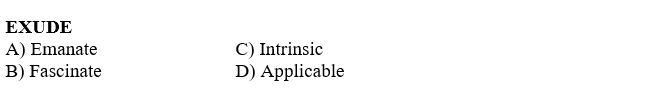 EXUDE
A) Emanate C) Intrinsic
B) Fascinate D) Applicable